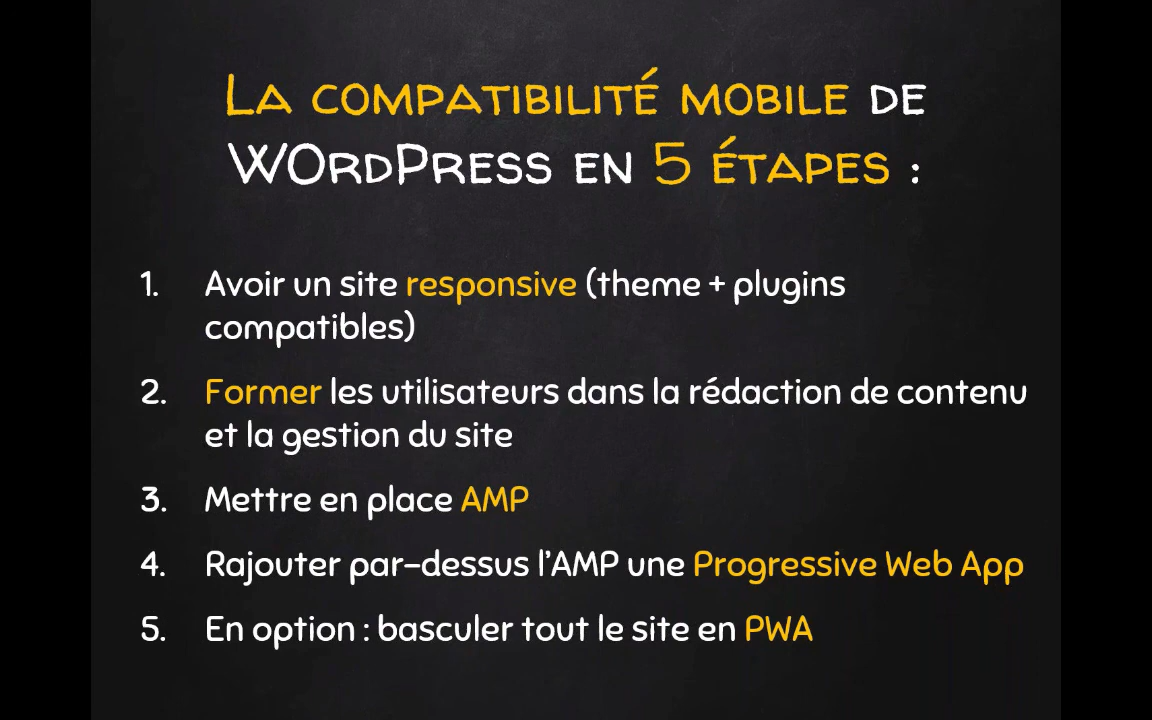 La compatibilité mobile de
WordPress en 5 étapes :
1. Avoir un site responsive (theme + plugins
compatibles)
2. Former les utilisateurs dans la rédaction de contenu
et la gestion du site
3. Mettre en place AMP
4. Rajouter par-dessus l’AMP une Progressive Web App
5. En option : basculer tout le site en PWA